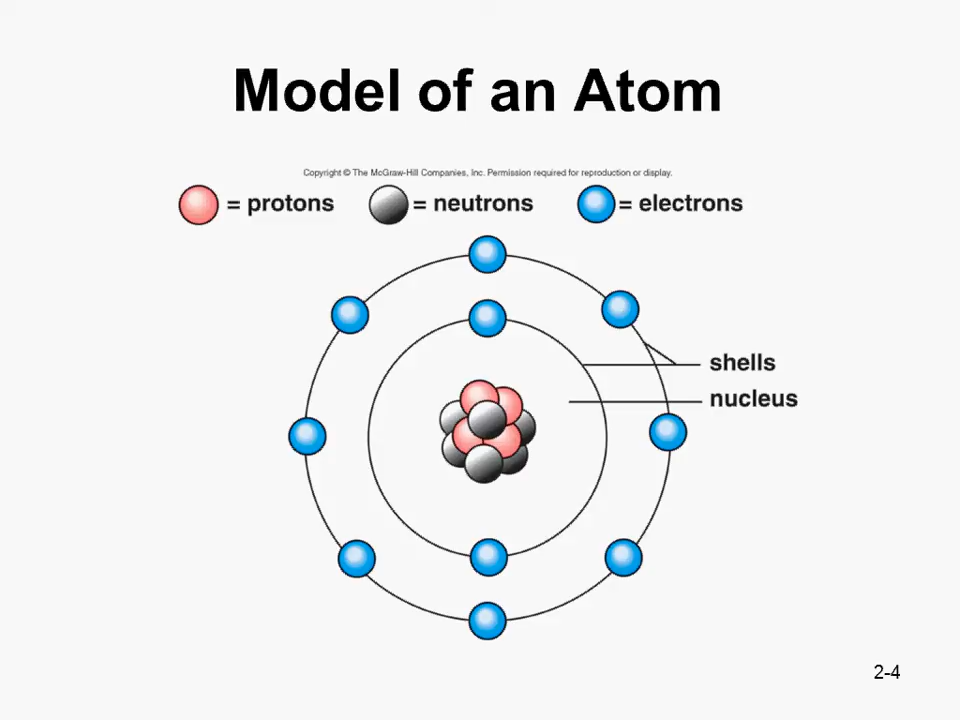 Model of an Atom
Copyright © The McGraw-Hill Companies, Inc. Permission required for reproduction or display.
= protons = neutrons = electrons
shells
nucleus
2-4